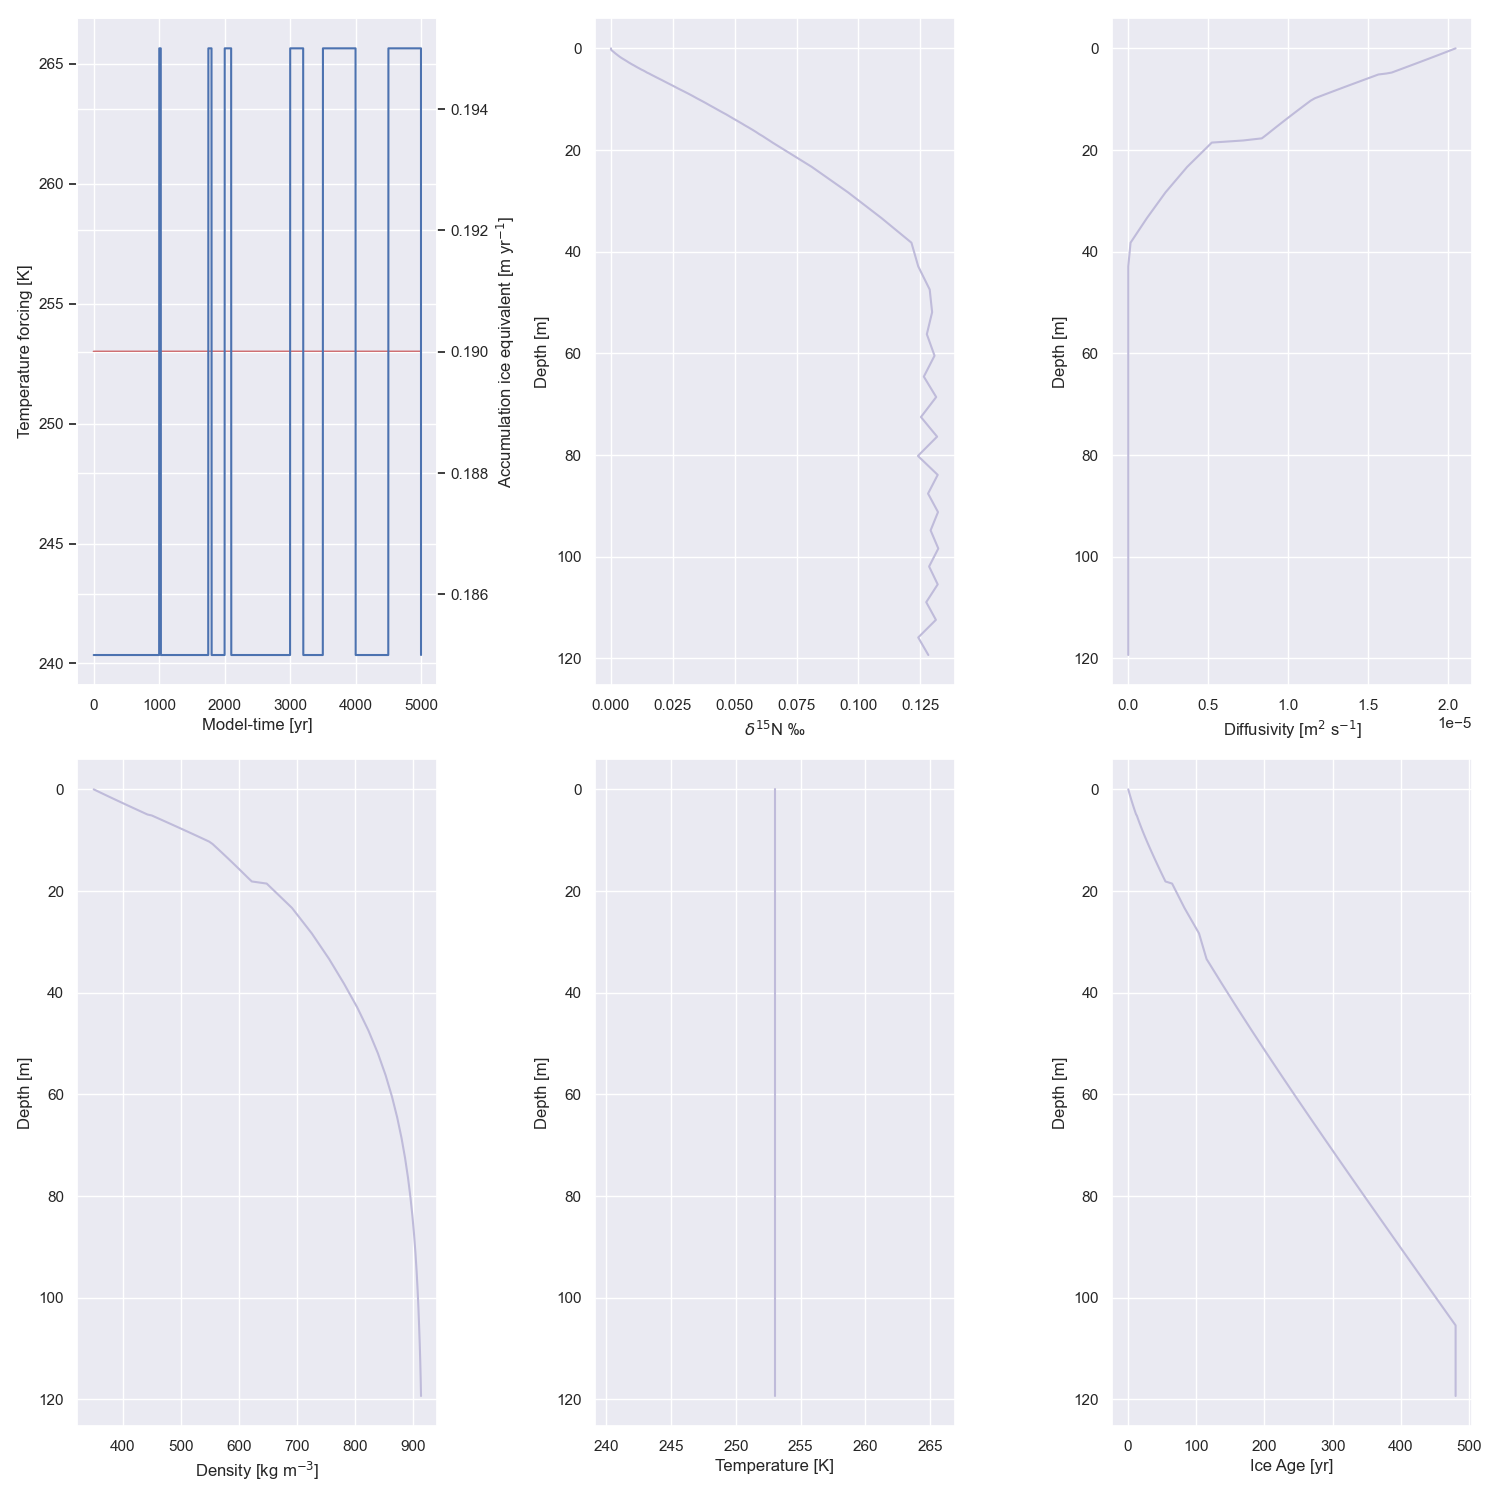 265
260
255
250
245
240
Temperature forcing [K]
0.194
0.192
0.190
0.188
0.186
Accumulation ice equivalent [m yr⁻¹]
0 1000 2000 3000 4000 5000
Model-time [yr]
0
20
40
60
80
100
120
Depth [m]
0.000 0.025 0.050 0.075 0.100 0.125
δ¹⁵N ‰
0
20
40
60
80
100
120
Depth [m]
0.0 0.5 1.0 1.5 2.0
1e−5
Diffusivity [m² s⁻¹]
0
20
40
60
80
100
120
Depth [m]
400 500 600 700 800 900
Density [kg m⁻³]
0
20
40
60
80
100
120
Depth [m]
240 245 250 255 260 265
Temperature [K]
0
20
40
60
80
100
120
Depth [m]
0 100 200 300 400 500
Ice Age [yr]